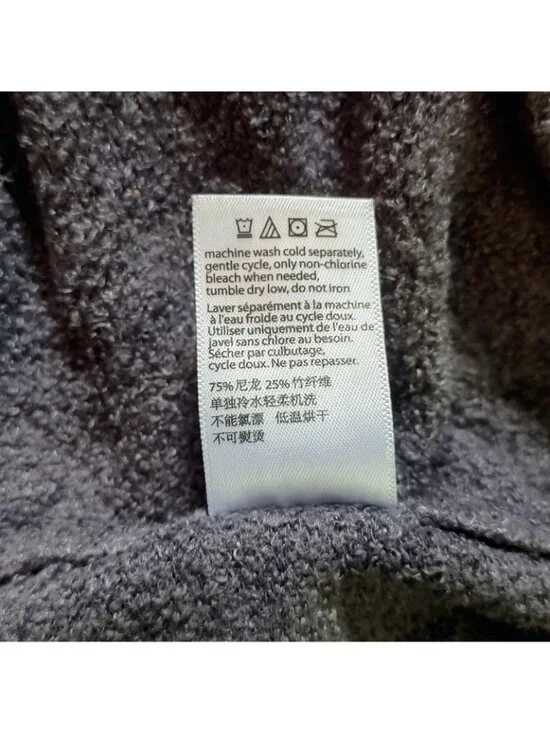 machine wash cold separately,
gentle cycle, only non-chlorine
bleach when needed,
tumble dry low, do not iron
Laver séparément à la machine
à l'eau froide au cycle doux.
Utiliser uniquement de l'eau de
javel sans chlore au besoin.
Sécher par culbutage,
cycle doux. Ne pas repasser.
75% 尼龙 25% 竹纤维
单独冷水轻柔机洗
不能氯漂 低温烘干
不可熨烫